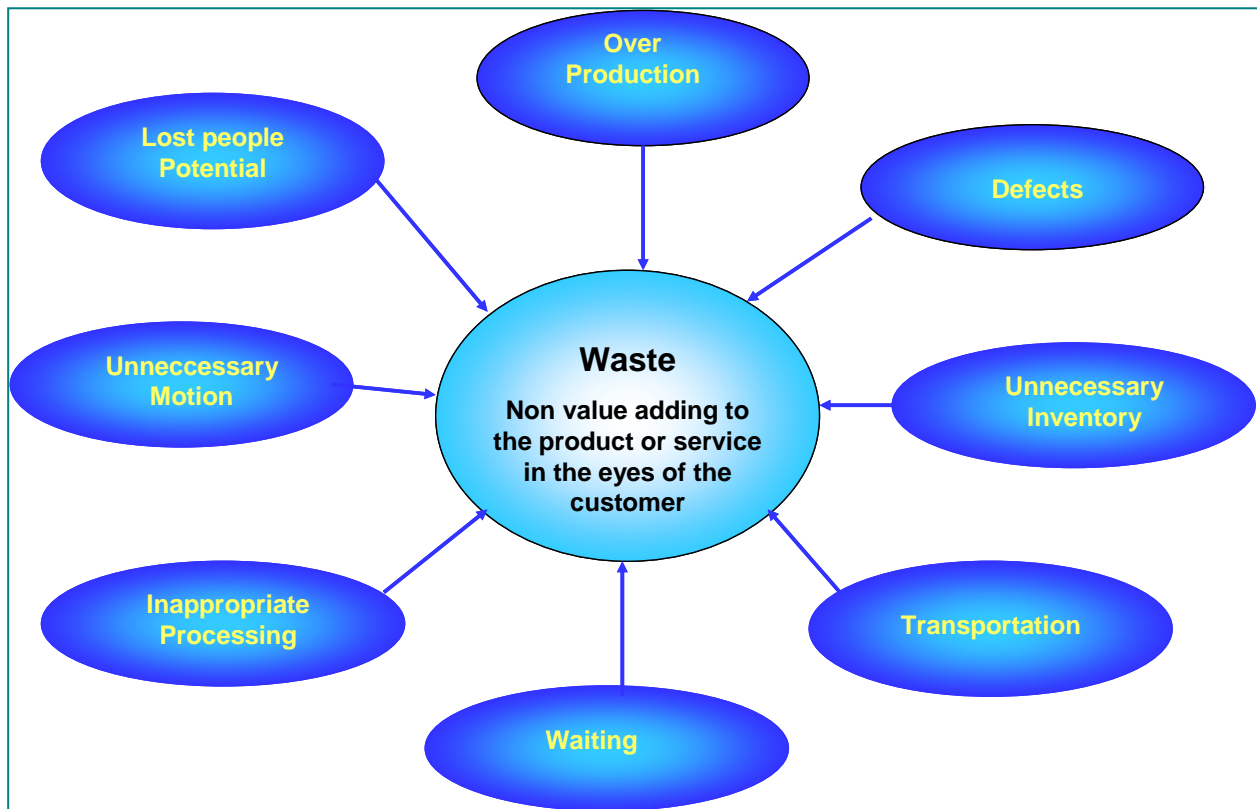 Over
Production
Lost people
Potential
Defects
Waste
Non value adding to
the product or service
in the eyes of the
customer
Unneccessary
Motion
Unnecessary
Inventory
Inappropriate
Processing
Transportation
Waiting